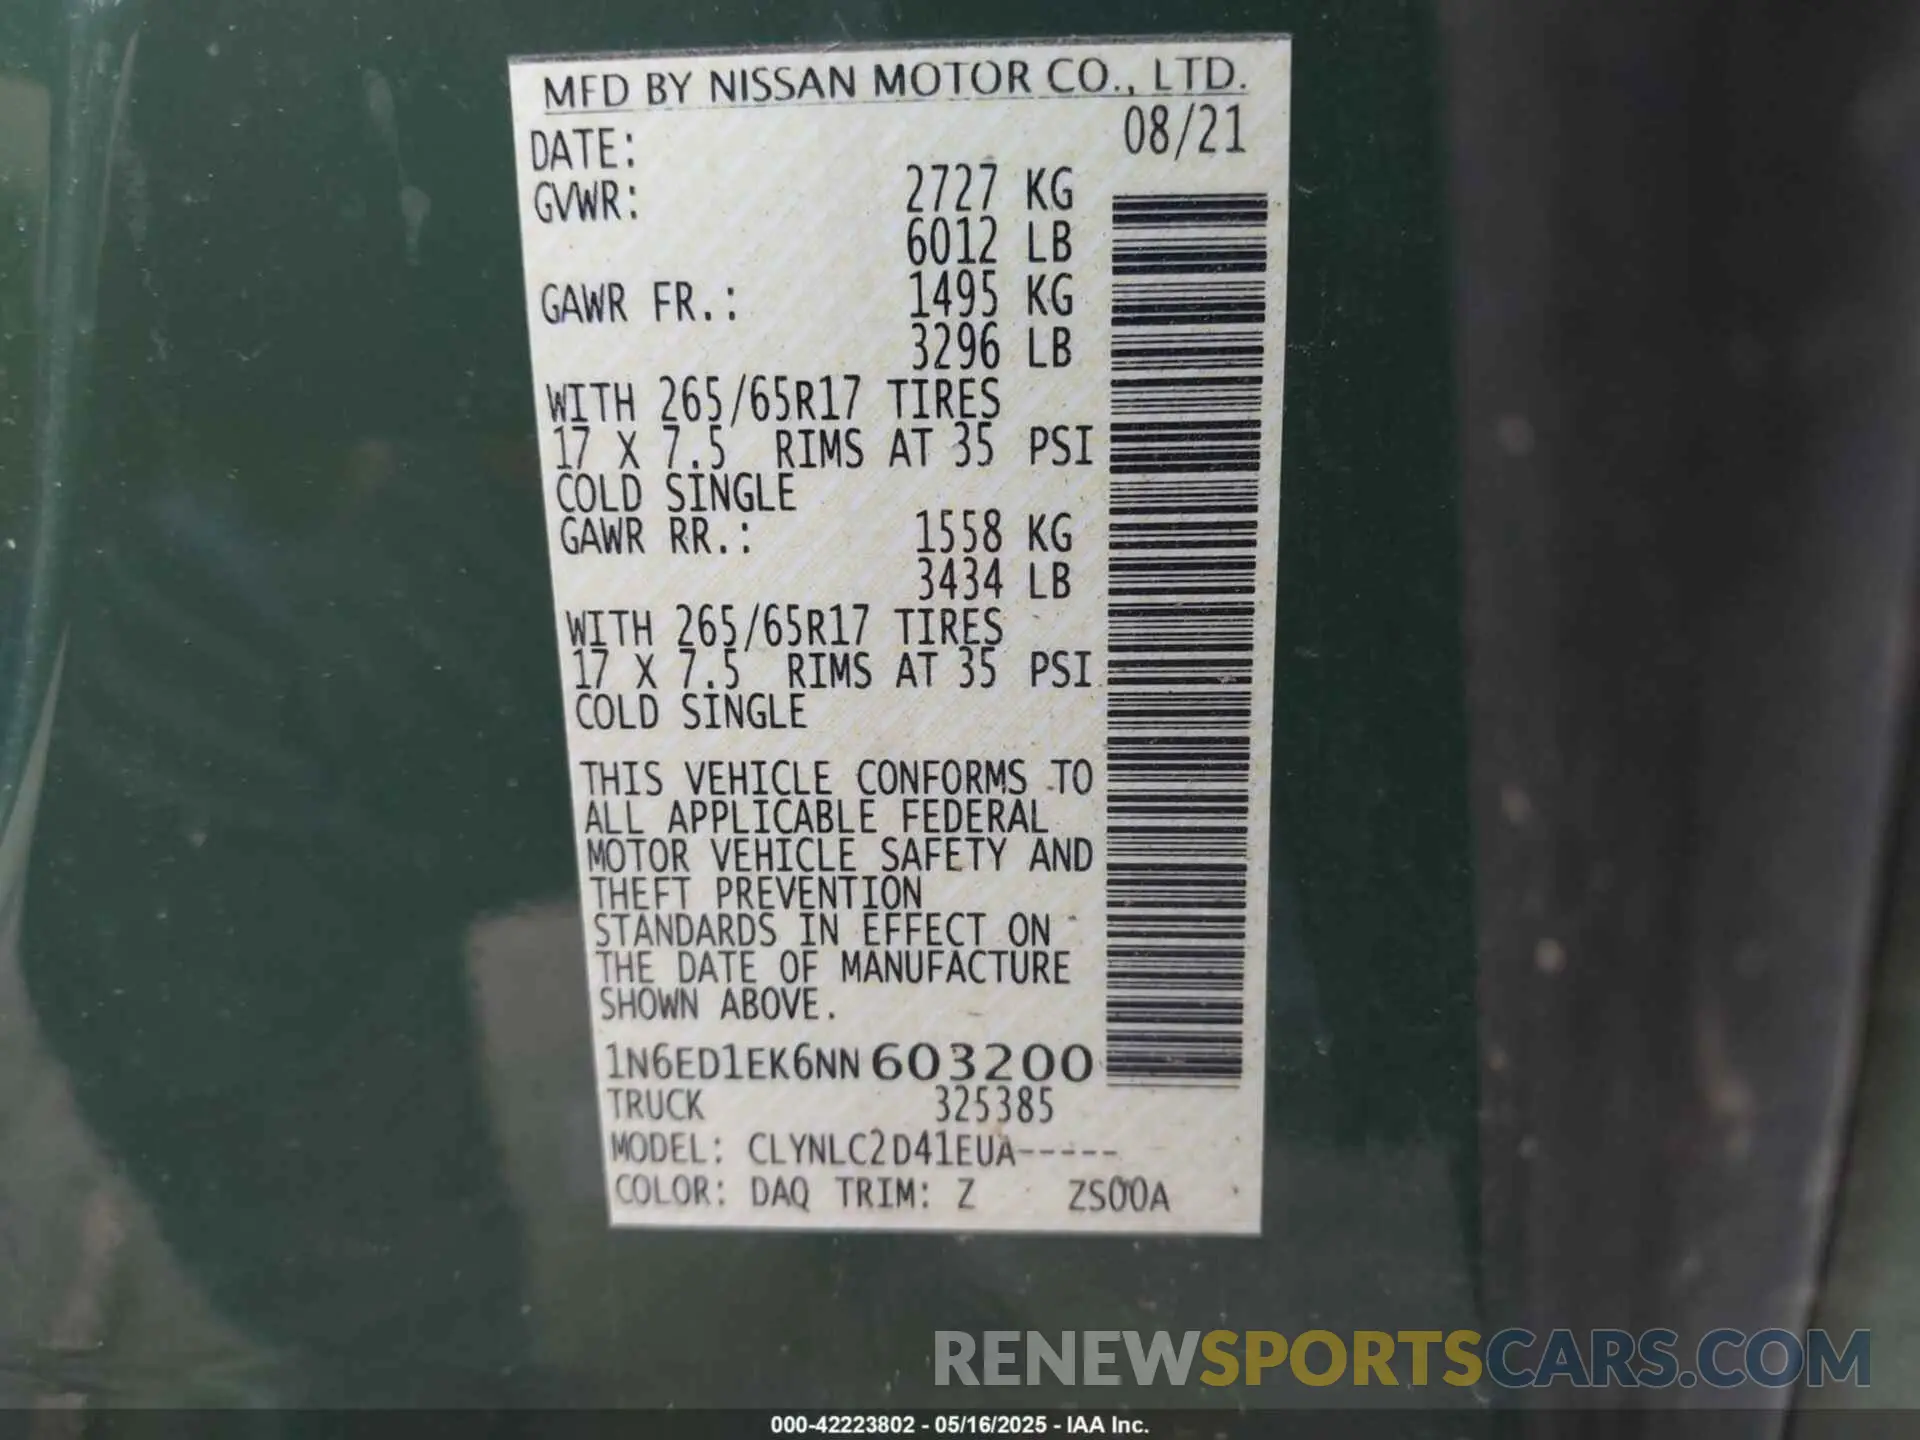 MFD BY NISSAN MOTOR CO., LTD.
DATE: 08/21
GVWR: 2727 KG
6012 LB
GAWR FR.: 1495 KG
3296 LB
WITH 265/65R17 TIRES
17 X 7.5 RIMS AT 35 PSI
COLD SINGLE
GAWR RR.: 1558 KG
3434 LB
WITH 265/65R17 TIRES
17 X 7.5 RIMS AT 35 PSI
COLD SINGLE
THIS VEHICLE CONFORMS TO
ALL APPLICABLE FEDERAL
MOTOR VEHICLE SAFETY AND
THEFT PREVENTION
STANDARDS IN EFFECT ON
THE DATE OF MANUFACTURE
SHOWN ABOVE.
1N6ED1EK6NN603200
TRUCK 325385
MODEL: CLYNLC2D41EUA-----
COLOR: DAQ TRIM: Z ZS00A
RENEWSPORTSCARS.COM
000-42223802 - 05/16/2025 - IAA Inc.